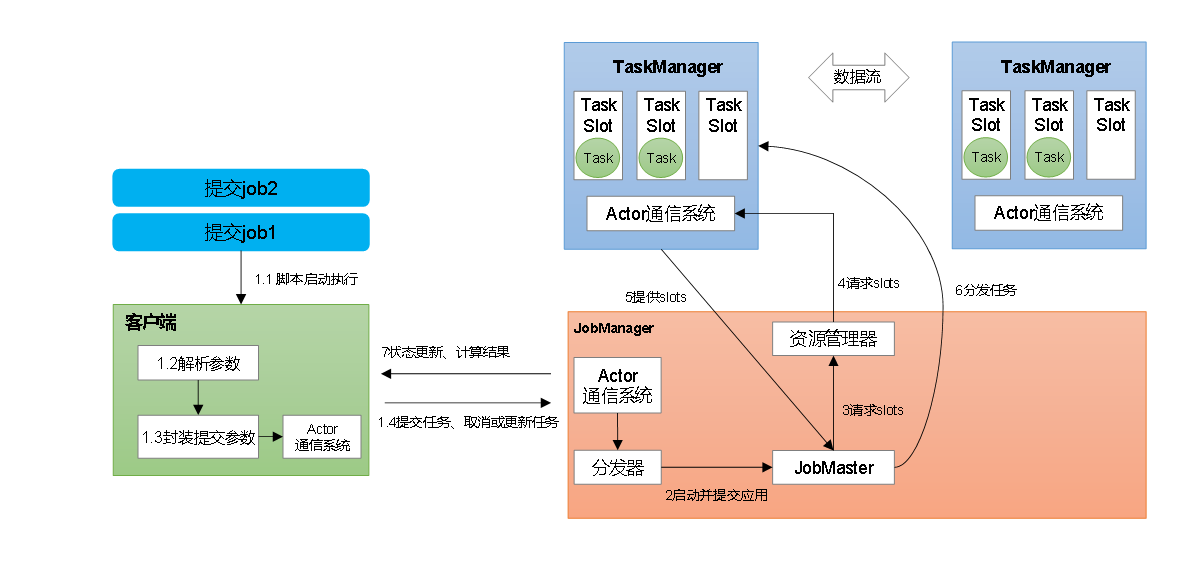 提交job2
提交job1
1.1 脚本启动执行
客户端
1.2解析参数
1.3封装提交参数
Actor
通信系统
7状态更新、计算结果
1.4提交任务、取消或更新任务
TaskManager
Task
Slot
Task
Task
Slot
Task
Task
Slot
Actor通信系统
数据流
TaskManager
Task
Slot
Task
Task
Slot
Task
Task
Slot
Actor通信系统
5提供slots
4请求slots
6分发任务
JobManager
资源管理器
Actor
通信系统
3请求slots
分发器
JobMaster
2启动并提交应用